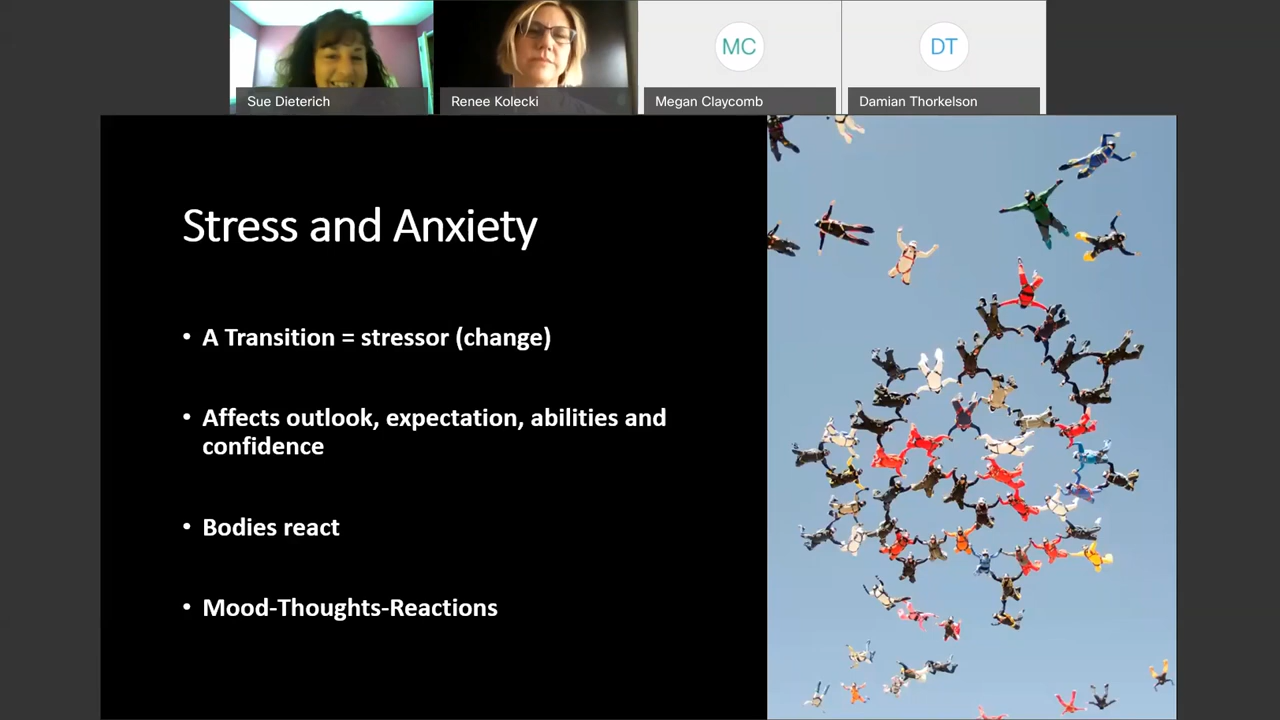 MC
DT
Sue Dieterich
Renee Kolecki
Megan Claycomb
Damian Thorkelson
Stress and Anxiety
• A Transition = stressor (change)
• Affects outlook, expectation, abilities and
confidence
• Bodies react
• Mood-Thoughts-Reactions